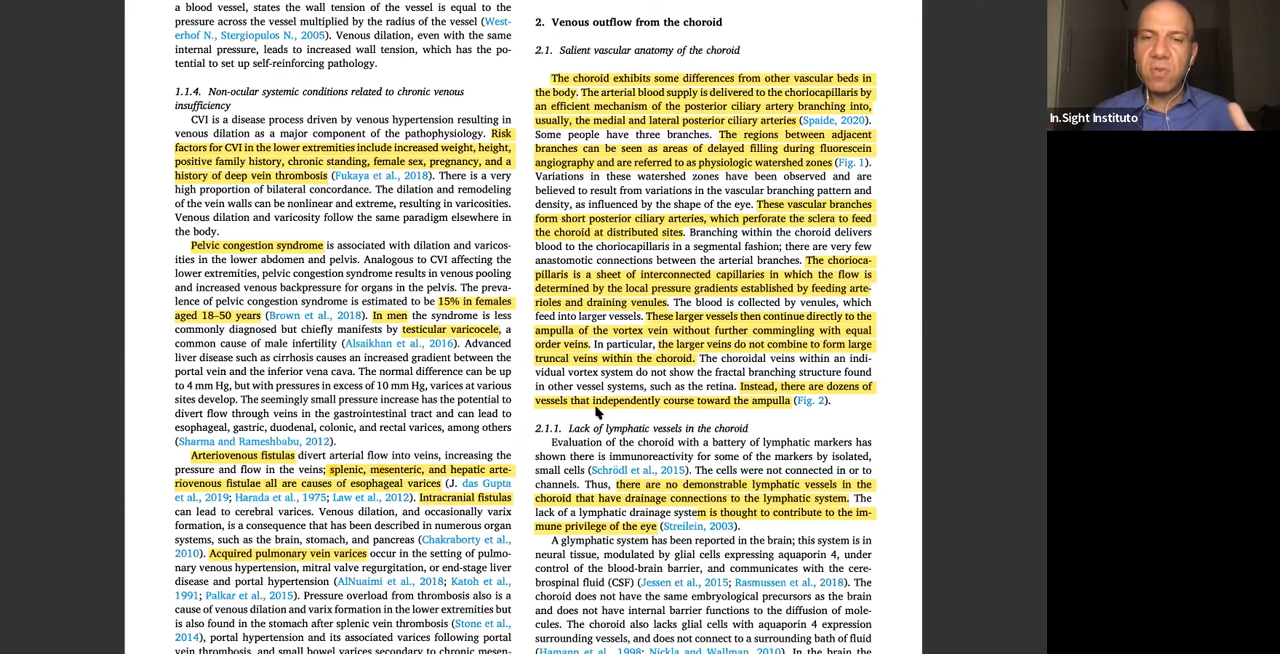 a blood vessel, states the wall tension of the vessel is equal to the
pressure across the vessel multiplied by the radius of the vessel (West-
erhof N., Stergiopulos N., 2005). Venous dilation, even with the same
internal pressure, leads to increased wall tension, which has the po-
tential to set up self-reinforcing pathology.
1.1.4. Non-ocular systemic conditions related to chronic venous
insufficiency
CVI is a disease process driven by venous hypertension resulting in
venous dilation as a major component of the pathophysiology. Risk
factors for CVI in the lower extremities include increased weight, height,
positive family history, chronic standing, female sex, pregnancy, and a
history of deep vein thrombosis (Fukaya et al., 2018). There is a very
high proportion of bilateral concordance. The dilation and remodeling
of the vein walls can be nonlinear and extreme, resulting in varicosities.
Venous dilation and varicosity follow the same paradigm elsewhere in
the body.
Pelvic congestion syndrome is associated with dilation and varicos-
ities in the lower abdomen and pelvis. Analogous to CVI affecting the
lower extremities, pelvic congestion syndrome results in venous pooling
and increased venous backpressure for organs in the pelvis. The preva-
lence of pelvic congestion syndrome is estimated to be 15% in females
aged 18–50 years (Brown et al., 2018). In men the syndrome is less
commonly diagnosed but chiefly manifests by testicular varicocele, a
common cause of male infertility (Alsaikhan et al., 2016). Advanced
liver disease such as cirrhosis causes an increased gradient between the
portal vein and the inferior vena cava. The normal difference can be up
to 4 mm Hg, but with pressures in excess of 10 mm Hg, varices at various
sites develop. The seemingly small pressure increase has the potential to
divert flow through veins in the gastrointestinal tract and can lead to
esophageal, gastric, duodenal, colonic, and rectal varices, among others
(Sharma and Rameshbabu, 2012).
Arteriovenous fistulas divert arterial flow into veins, increasing the
pressure and flow in the veins; splenic, mesenteric, and hepatic arte-
riovenous fistulae all are causes of esophageal varices (J. das Gupta
et al., 2019; Harada et al., 1975; Law et al., 2012). Intracranial fistulas
can lead to cerebral varices. Venous dilation, and occasionally varix
formation, is a consequence that has been described in numerous organ
systems, such as the brain, stomach, and pancreas (Chakraborty et al.,
2010). Acquired pulmonary vein varices occur in the setting of pulmo-
nary venous hypertension, mitral valve regurgitation, or end-stage liver
disease and portal hypertension (AlNuaimi et al., 2018; Katoh et al.,
1991; Palkar et al., 2015). Pressure overload from thrombosis also is a
cause of venous dilation and varix formation in the lower extremities but
is also found in the stomach after splenic vein thrombosis (Stone et al.,
2014), portal hypertension and its associated varices following portal
vein thrombosis, and small bowel varices secondary to chronic mesen-
2. Venous outflow from the choroid
2.1. Salient vascular anatomy of the choroid
The choroid exhibits some differences from other vascular beds in
the body. The arterial blood supply is delivered to the choriocapillaris by
an efficient mechanism of the posterior ciliary artery branching into,
usually, the medial and lateral posterior ciliary arteries (Spaide, 2020).
Some people have three branches. The regions between adjacent
branches can be seen as areas of delayed filling during fluorescein
angiography and are referred to as physiologic watershed zones (Fig. 1).
Variations in these watershed zones have been observed and are
believed to result from variations in the vascular branching pattern and
density, as influenced by the shape of the eye. These vascular branches
form short posterior ciliary arteries, which perforate the sclera to feed
the choroid at distributed sites. Branching within the choroid delivers
blood to the choriocapillaris in a segmental fashion; there are very few
anastomotic connections between the arterial branches. The chorioca-
pillaris is a sheet of interconnected capillaries in which the flow is
determined by the local pressure gradients established by feeding arte-
rioles and draining venules. The blood is collected by venules, which
feed into larger vessels. These larger vessels then continue directly to the
ampulla of the vortex vein without further commingling with equal
order veins. In particular, the larger veins do not combine to form large
truncal veins within the choroid. The choroidal veins within an indi-
vidual vortex system do not show the fractal branching structure found
in other vessel systems, such as the retina. Instead, there are dozens of
vessels that independently course toward the ampulla (Fig. 2).
2.1.1. Lack of lymphatic vessels in the choroid
Evaluation of the choroid with a battery of lymphatic markers has
shown there is immunoreactivity for some of the markers by isolated,
small cells (Schrödl et al., 2015). The cells were not connected in or to
channels. Thus, there are no demonstrable lymphatic vessels in the
choroid that have drainage connections to the lymphatic system. The
lack of a lymphatic drainage system is thought to contribute to the im-
mune privilege of the eye (Streilein, 2003).
A glymphatic system has been reported in the brain; this system is in
neural tissue, modulated by glial cells expressing aquaporin 4, under
control of the blood-brain barrier, and communicates with the cere-
brospinal fluid (CSF) (Jessen et al., 2015; Rasmussen et al., 2018). The
choroid does not have the same embryological precursors as the brain
and does not have internal barrier functions to the diffusion of mole-
cules. The choroid also lacks glial cells with aquaporin 4 expression
surrounding vessels, and does not connect to a surrounding bath of fluid
(Hamann et al., 1998; Nickla and Wallman, 2010). In the brain the
In.Sight Instituto